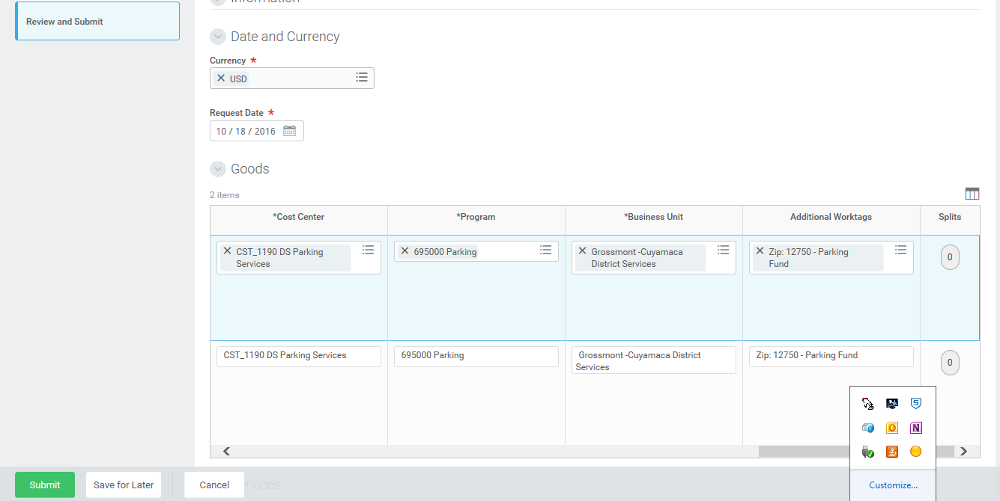 Information
Review and Submit
Date and Currency
Currency *
USD
Request Date *
10 / 18 / 2016
Goods
2 items
*Cost Center *Program *Business Unit Additional Worktags Splits
CST_1190 DS Parking
Services
695000 Parking
Grossmont -Cuyamaca
District Services
Zip: 12750 - Parking
Fund
0
CST_1190 DS Parking Services
695000 Parking
Grossmont -Cuyamaca District
Services
Zip: 12750 - Parking Fund
0
Customize...
Submit Save for Later Cancel